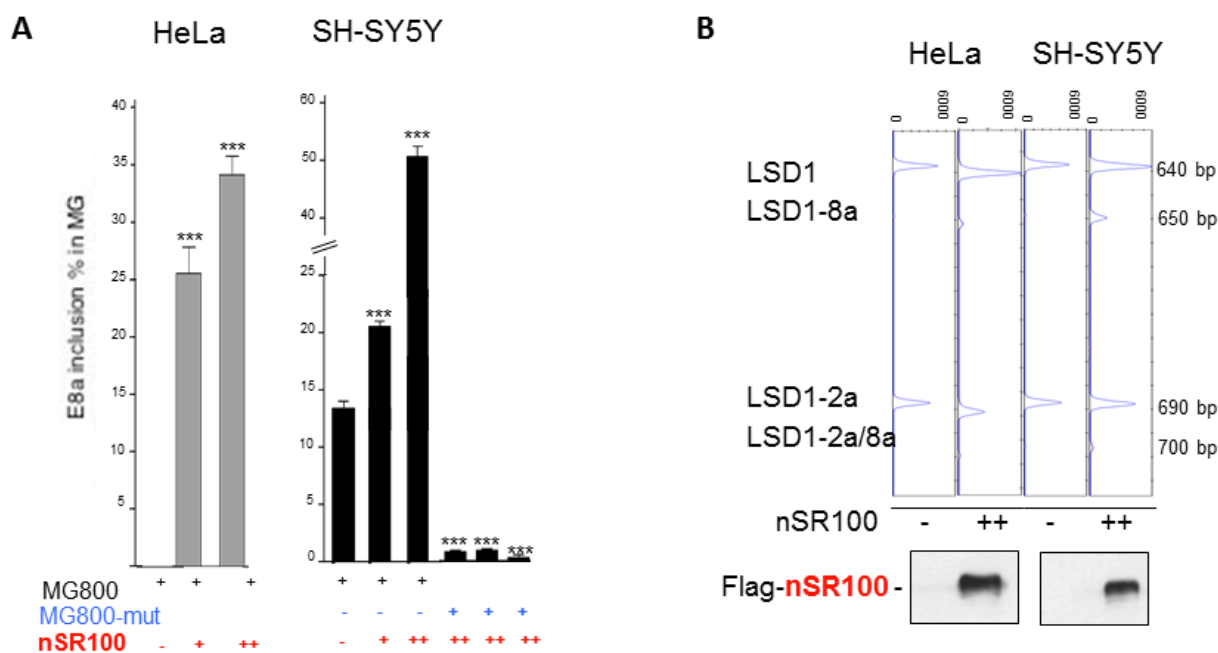 A
HeLa
SH-SY5Y
E8a inclusion % in MG
40
35
30
25
20
15
10
5
***
***
60
50
40
25
20
15
10
5
0
***
***
*** *** ***
MG800 + + + + + +
MG800-mut - - - + + +
nSR100 - + ++ - + ++ ++ ++ ++
B
HeLa SH-SY5Y
0 6000 0 6000 0 6000 0 6000
LSD1 640 bp
LSD1-8a 650 bp
LSD1-2a 690 bp
LSD1-2a/8a 700 bp
nSR100 - ++ - ++
Flag-nSR100 -